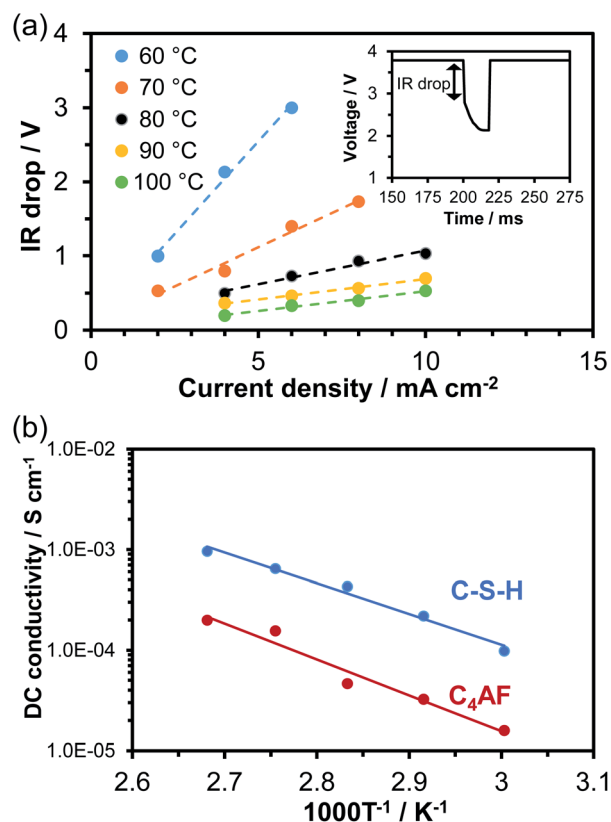 (a)
IR drop / V
4
3
2
1
0
60 °C
70 °C
80 °C
90 °C
100 °C
Voltage / V
4
3
2
1
IR drop
150 175 200 225 250 275
Time / ms
0 5 10 15
Current density / mA cm⁻²
(b)
DC conductivity / S cm⁻¹
1.0E-02
1.0E-03
1.0E-04
1.0E-05
C-S-H
C₄AF
2.6 2.7 2.8 2.9 3 3.1
1000T⁻¹ / K⁻¹